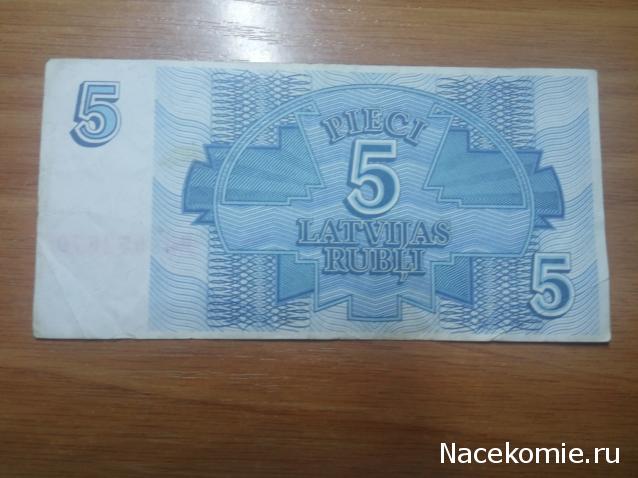 5
PIECI
5
LATVIJAS
RUBĻI
5
Nacekomie.ru